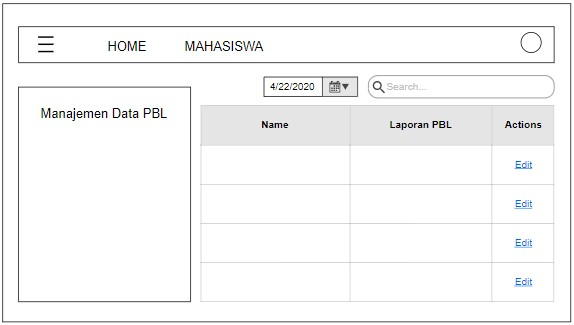 HOME MAHASISWA
4/22/2020 Search...
Manajemen Data PBL
Name Laporan PBL Actions
Edit
Edit
Edit
Edit